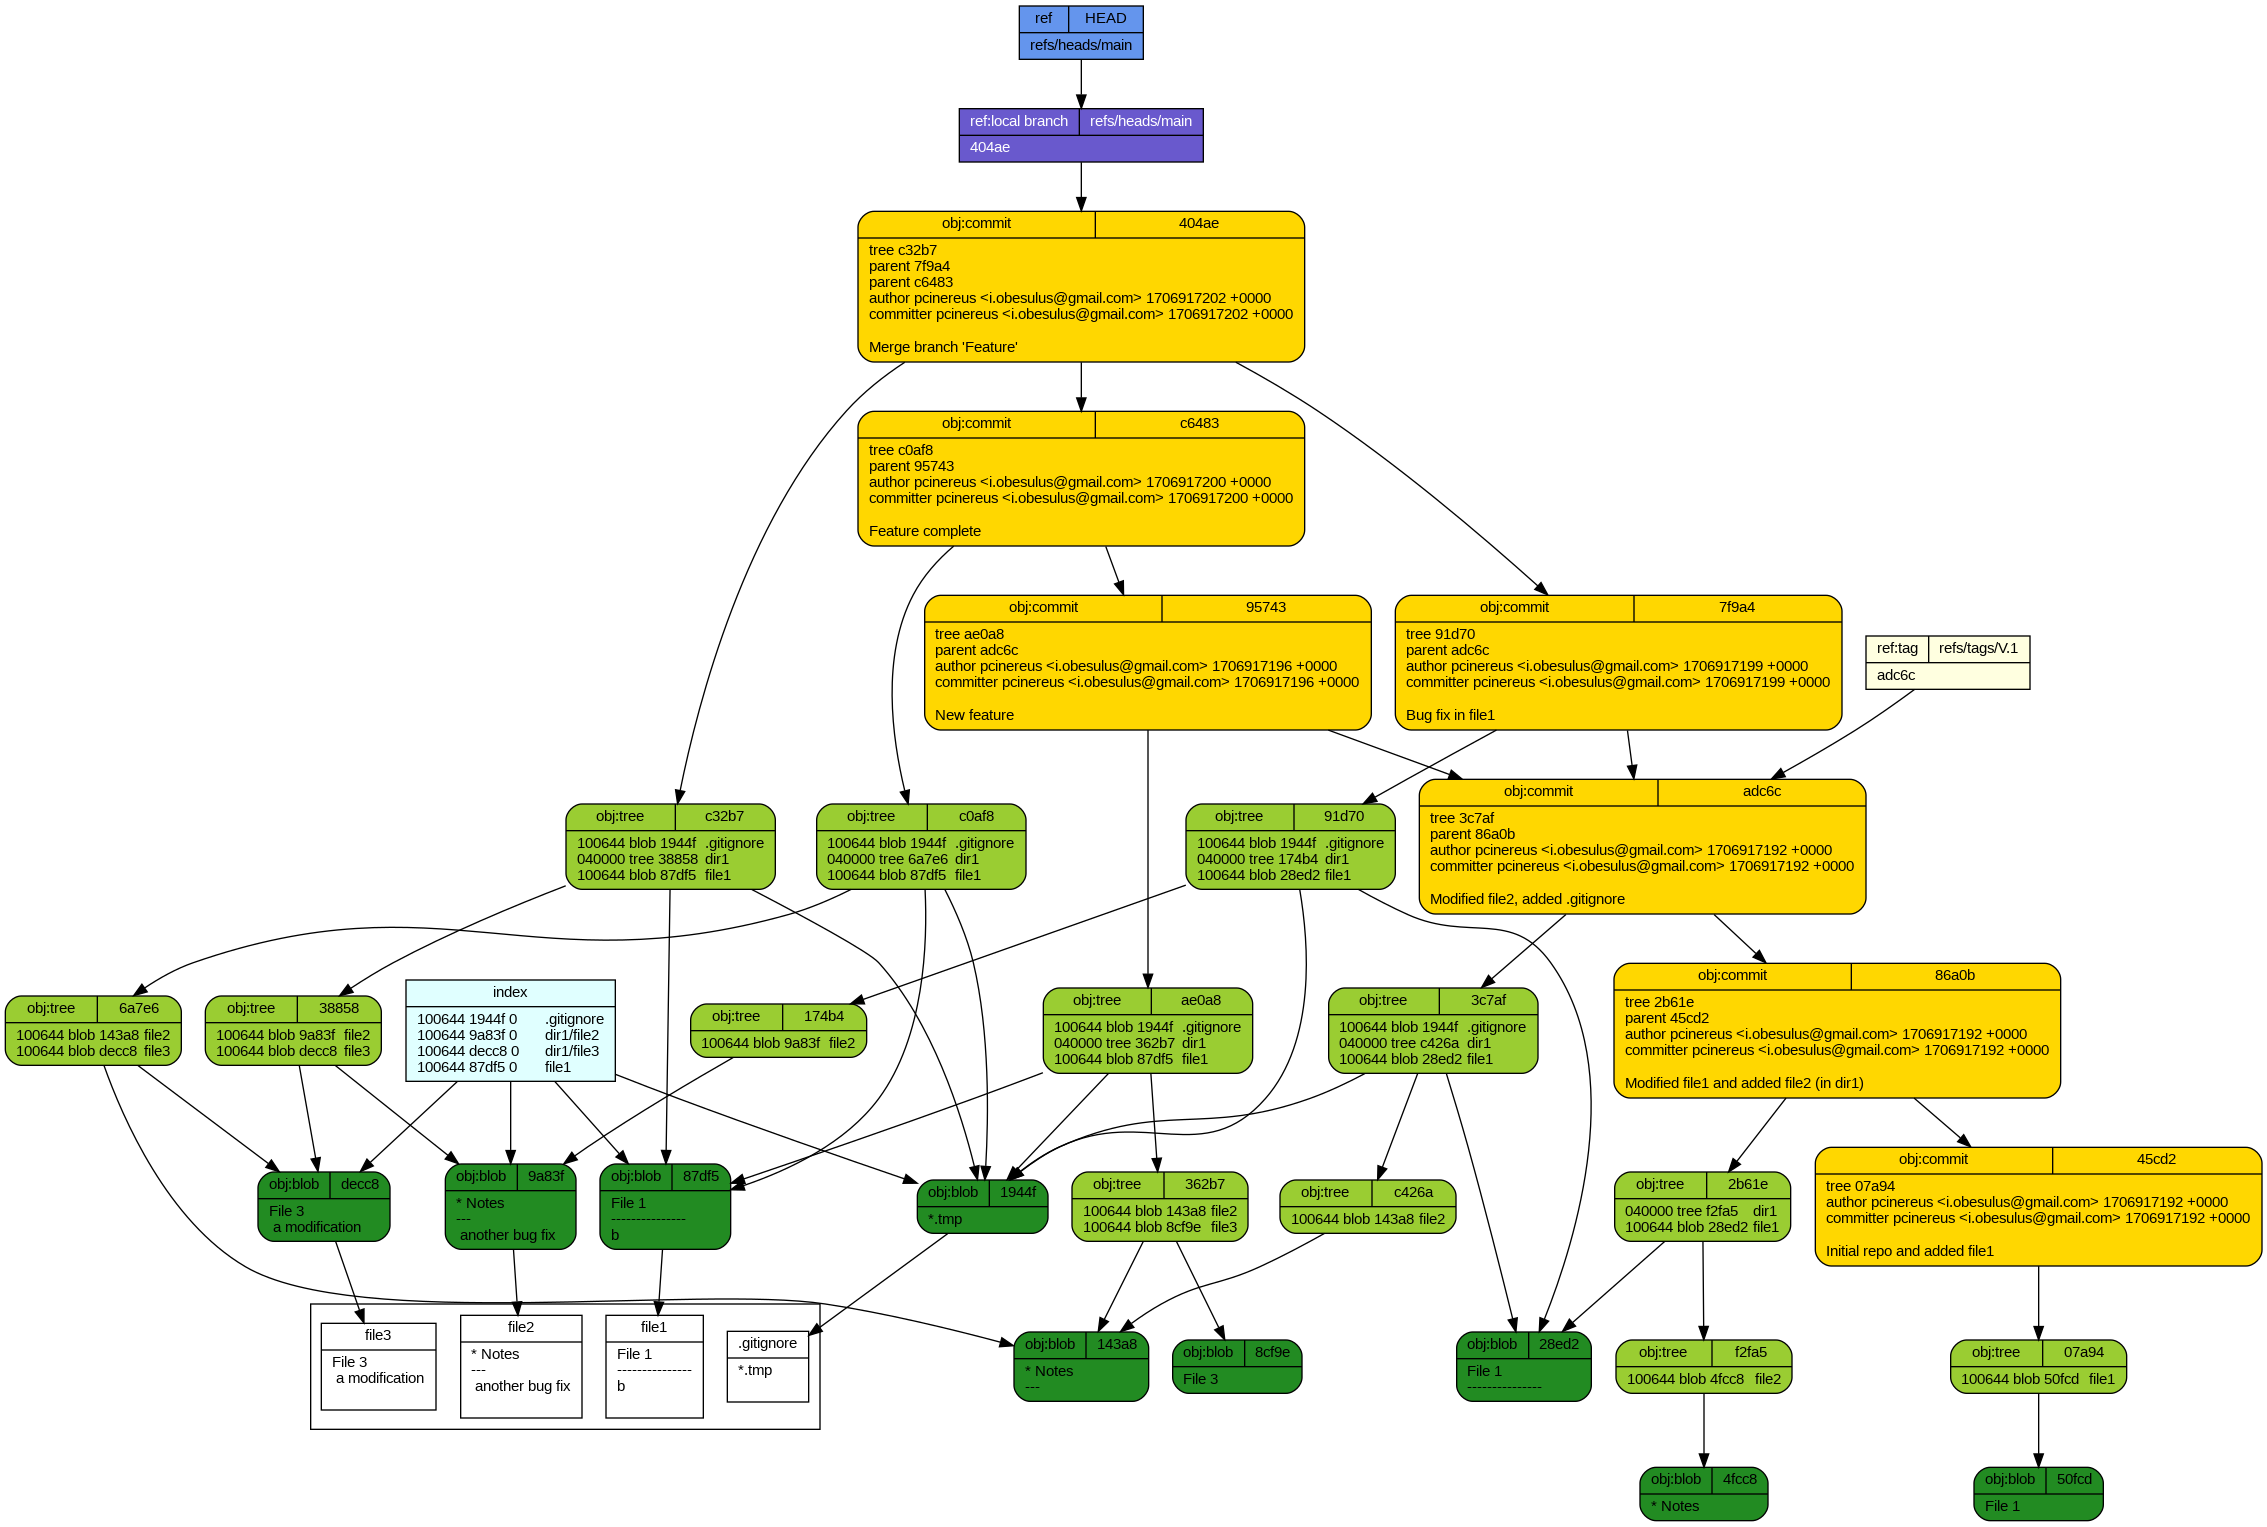 ref HEAD
refs/heads/main
ref:local branch refs/heads/main
404ae
obj:commit 404ae
tree c32b7
parent 7f9a4
parent c6483
author pcinereus <i.obesulus@gmail.com> 1706917202 +0000
committer pcinereus <i.obesulus@gmail.com> 1706917202 +0000
Merge branch 'Feature'
obj:commit c6483
tree c0af8
parent 95743
author pcinereus <i.obesulus@gmail.com> 1706917200 +0000
committer pcinereus <i.obesulus@gmail.com> 1706917200 +0000
Feature complete
obj:commit 95743
tree ae0a8
parent adc6c
author pcinereus <i.obesulus@gmail.com> 1706917196 +0000
committer pcinereus <i.obesulus@gmail.com> 1706917196 +0000
New feature
obj:commit 7f9a4
tree 91d70
parent adc6c
author pcinereus <i.obesulus@gmail.com> 1706917199 +0000
committer pcinereus <i.obesulus@gmail.com> 1706917199 +0000
Bug fix in file1
ref:tag refs/tags/V.1
adc6c
obj:tree c32b7
100644 blob 1944f .gitignore
040000 tree 38858 dir1
100644 blob 87df5 file1
obj:tree c0af8
100644 blob 1944f .gitignore
040000 tree 6a7e6 dir1
100644 blob 87df5 file1
obj:tree 91d70
100644 blob 1944f .gitignore
040000 tree 174b4 dir1
100644 blob 28ed2 file1
obj:commit adc6c
tree 3c7af
parent 86a0b
author pcinereus <i.obesulus@gmail.com> 1706917192 +0000
committer pcinereus <i.obesulus@gmail.com> 1706917192 +0000
Modified file2, added .gitignore
obj:tree 6a7e6
100644 blob 143a8 file2
100644 blob decc8 file3
obj:tree 38858
100644 blob 9a83f file2
100644 blob decc8 file3
index
100644 1944f 0 .gitignore
100644 9a83f 0 dir1/file2
100644 decc8 0 dir1/file3
100644 87df5 0 file1
obj:tree 174b4
100644 blob 9a83f file2
obj:tree ae0a8
100644 blob 1944f .gitignore
040000 tree 362b7 dir1
100644 blob 87df5 file1
obj:tree 3c7af
100644 blob 1944f .gitignore
040000 tree c426a dir1
100644 blob 28ed2 file1
obj:commit 86a0b
tree 2b61e
parent 45cd2
author pcinereus <i.obesulus@gmail.com> 1706917192 +0000
committer pcinereus <i.obesulus@gmail.com> 1706917192 +0000
Modified file1 and added file2 (in dir1)
obj:blob decc8
File 3
a modification
obj:blob 9a83f
* Notes
---
another bug fix
obj:blob 87df5
File 1
---------------
b
obj:blob 1944f
*.tmp
obj:tree 362b7
100644 blob 143a8 file2
100644 blob 8cf9e file3
obj:tree c426a
100644 blob 143a8 file2
obj:tree 2b61e
040000 tree f2fa5 dir1
100644 blob 28ed2 file1
obj:commit 45cd2
tree 07a94
author pcinereus <i.obesulus@gmail.com> 1706917192 +0000
committer pcinereus <i.obesulus@gmail.com> 1706917192 +0000
Initial repo and added file1
file3
File 3
a modification
file2
* Notes
---
another bug fix
file1
File 1
---------------
b
.gitignore
*.tmp
obj:blob 143a8
* Notes
---
obj:blob 8cf9e
File 3
obj:blob 28ed2
File 1
---------------
obj:tree f2fa5
100644 blob 4fcc8 file2
obj:tree 07a94
100644 blob 50fcd file1
obj:blob 4fcc8
* Notes
obj:blob 50fcd
File 1